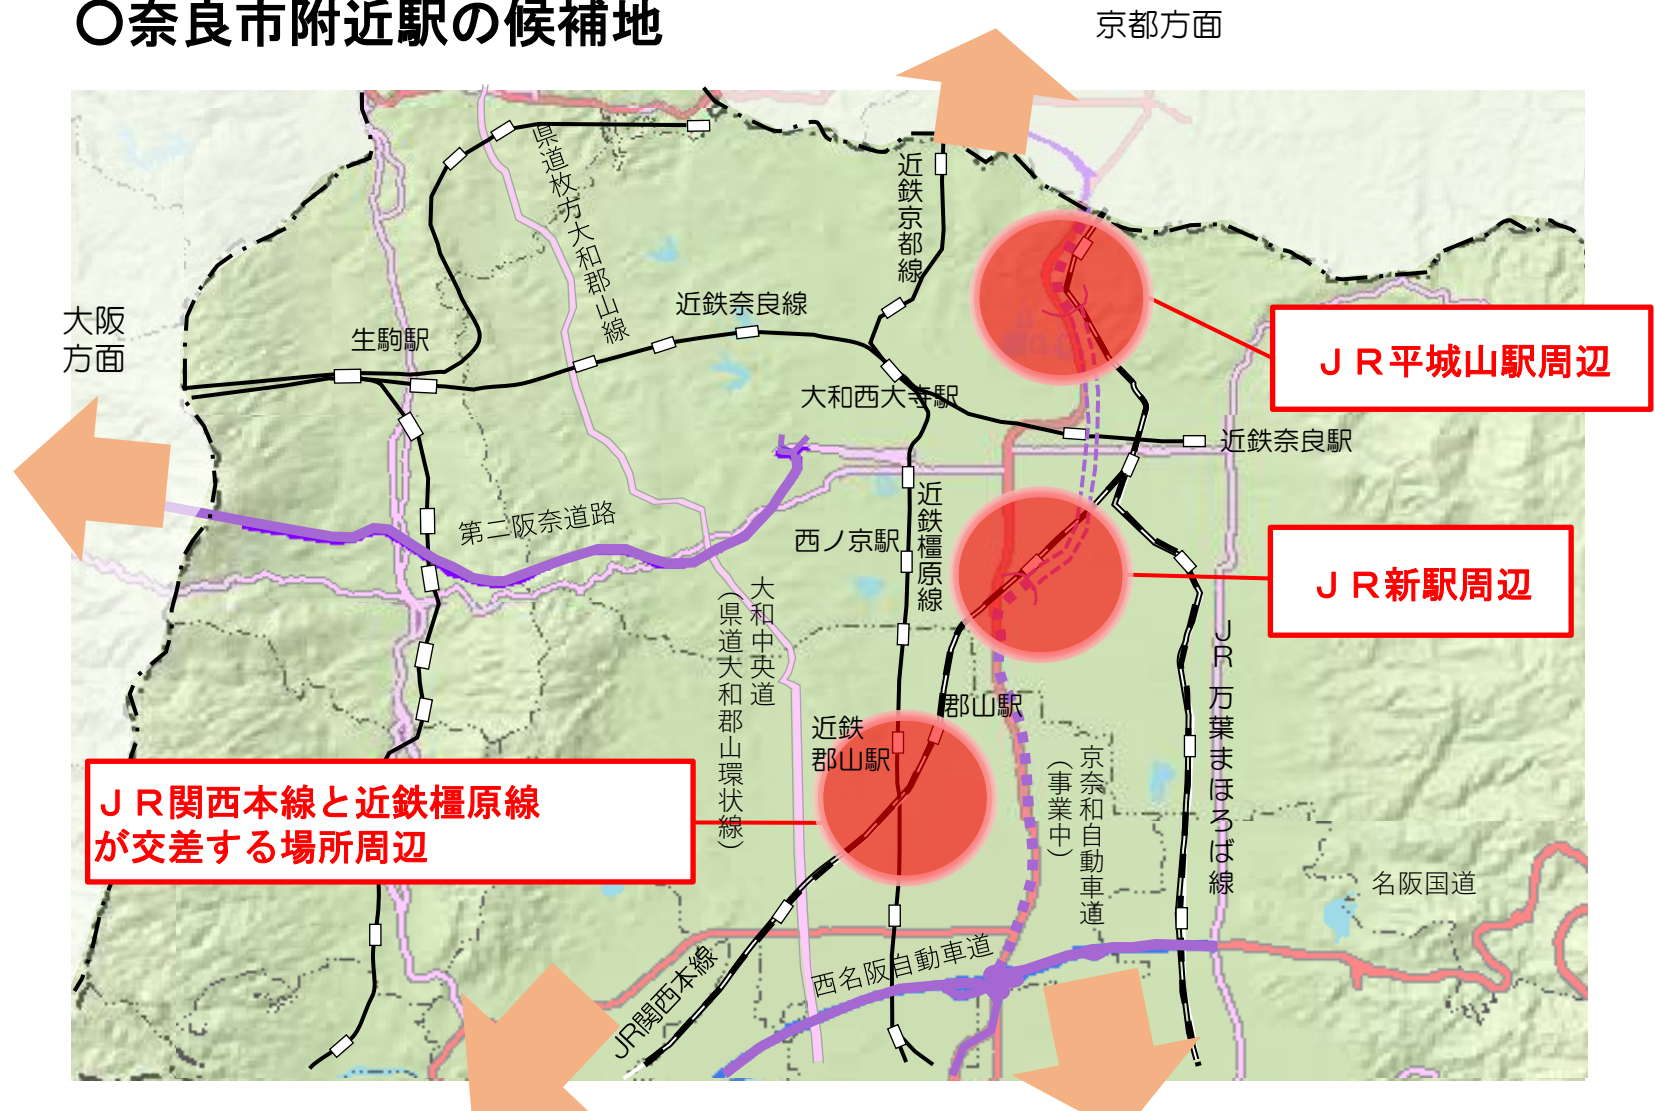 〇奈良市附近駅の候補地
京都方面
県道枚方大和郡山線
近鉄京都線
大阪
方面
生駒駅
近鉄奈良線
ＪＲ平城山駅周辺
大和西大寺駅
近鉄奈良駅
第二阪奈道路
西ノ京駅
近鉄橿原線
ＪＲ新駅周辺
大和中央道
（県道大和郡山環状線）
ＪＲ 万葉まほろば線
郡山駅
近鉄
郡山駅
京奈和自動車道
（事業中）
ＪＲ関西本線と近鉄橿原線
が交差する場所周辺
名阪国道
西名阪自動車道
JR関西本線